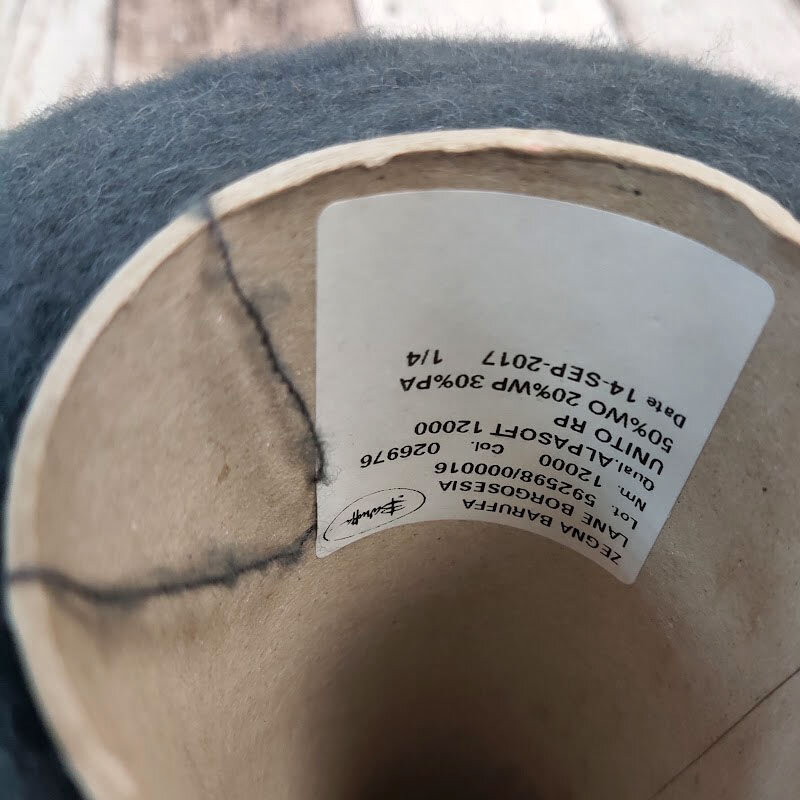 ZEGNA BARUFFA
LANE BORGOSESIA
Baruffa
Lot. 592598/000016
Nm. 12000 Col. 026976
Qual. ALPASOFT 12000
UNITO RP
50%WO 20%WP 30%PA
Date 14-SEP-2017 1/4